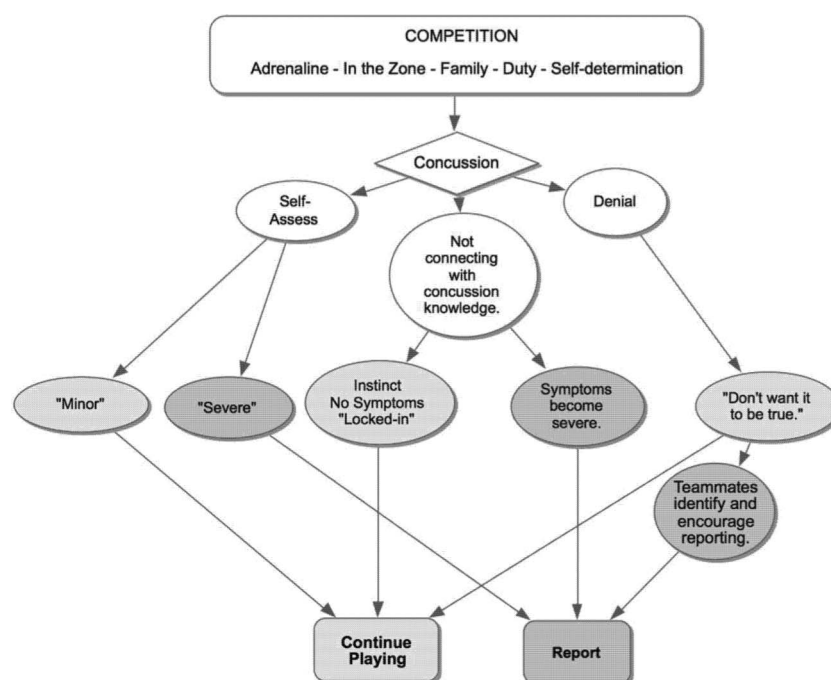 COMPETITION
Adrenaline - In the Zone - Family - Duty - Self-determination
Concussion
Self-
Assess
Denial
Not
connecting
with
concussion
knowledge.
"Minor"
"Severe"
Instinct
No Symptoms
"Locked-in"
Symptoms
become
severe.
"Don't want it
to be true."
Teammates
identify and
encourage
reporting.
Continue
Playing
Report